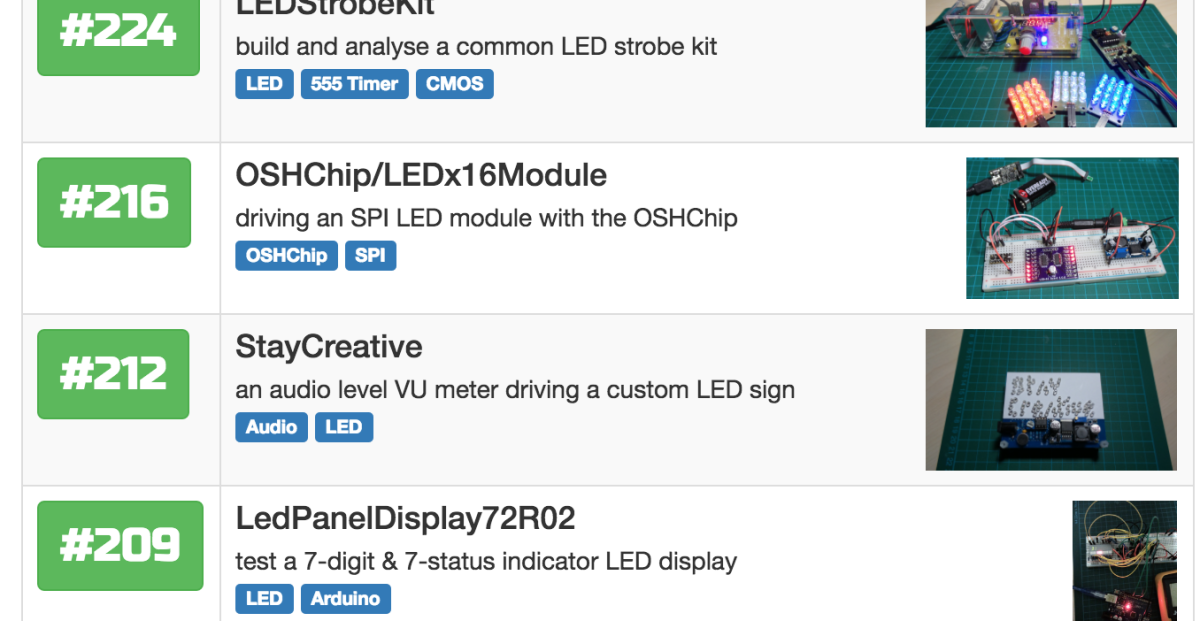 #224
LEDStrobeKit
build and analyse a common LED strobe kit
LED 555 Timer CMOS
#216
OSHChip/LEDx16Module
driving an SPI LED module with the OSHChip
OSHChip SPI
#212
StayCreative
an audio level VU meter driving a custom LED sign
Audio LED
STAY
Creative
#209
LedPanelDisplay72R02
test a 7-digit & 7-status indicator LED display
LED Arduino